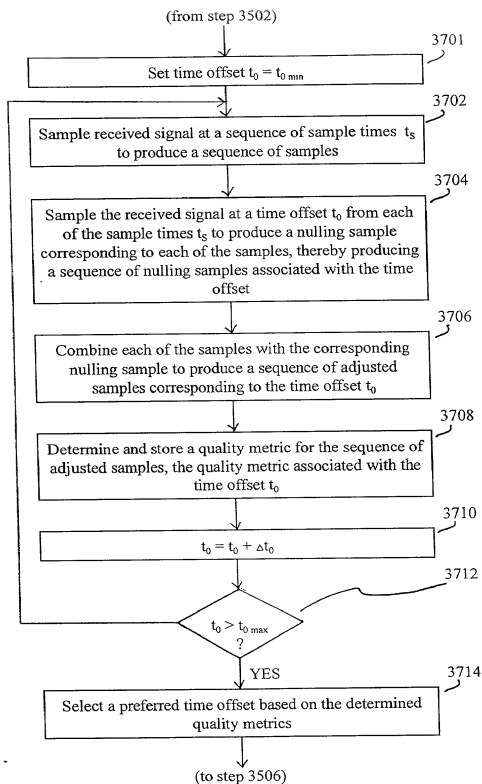 (from step 3502)
3701
Set time offset t0 = t0 min
3702
Sample received signal at a sequence of sample times tS
to produce a sequence of samples
3704
Sample the received signal at a time offset t0 from each
of the sample times tS to produce a nulling sample
corresponding to each of the samples, thereby producing
a sequence of nulling samples associated with the time
offset
3706
Combine each of the samples with the corresponding
nulling sample to produce a sequence of adjusted
samples corresponding to the time offset t0
3708
Determine and store a quality metric for the sequence of
adjusted samples, the quality metric associated with the
time offset t0
3710
t0 = t0 + Δt0
3712
t0 > t0 max
?
YES
3714
Select a preferred time offset based on the determined
quality metrics
(to step 3506)